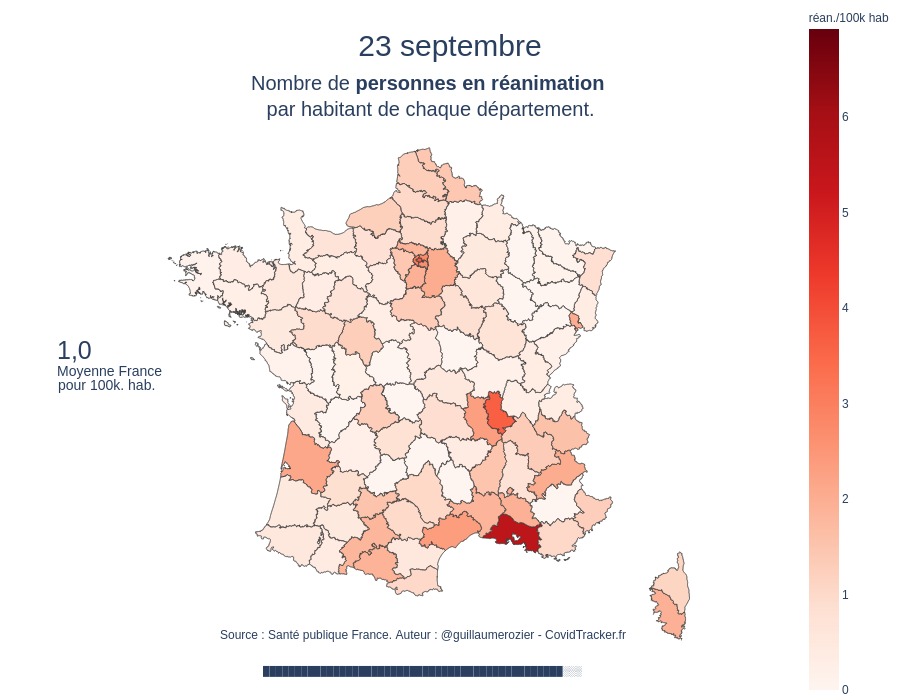 réan./100k hab
23 septembre
Nombre de personnes en réanimation
par habitant de chaque département.
6
5
4
3
2
1
0
1,0
Moyenne France
pour 100k. hab.
Source : Santé publique France. Auteur : @guillaumerozier - CovidTracker.fr